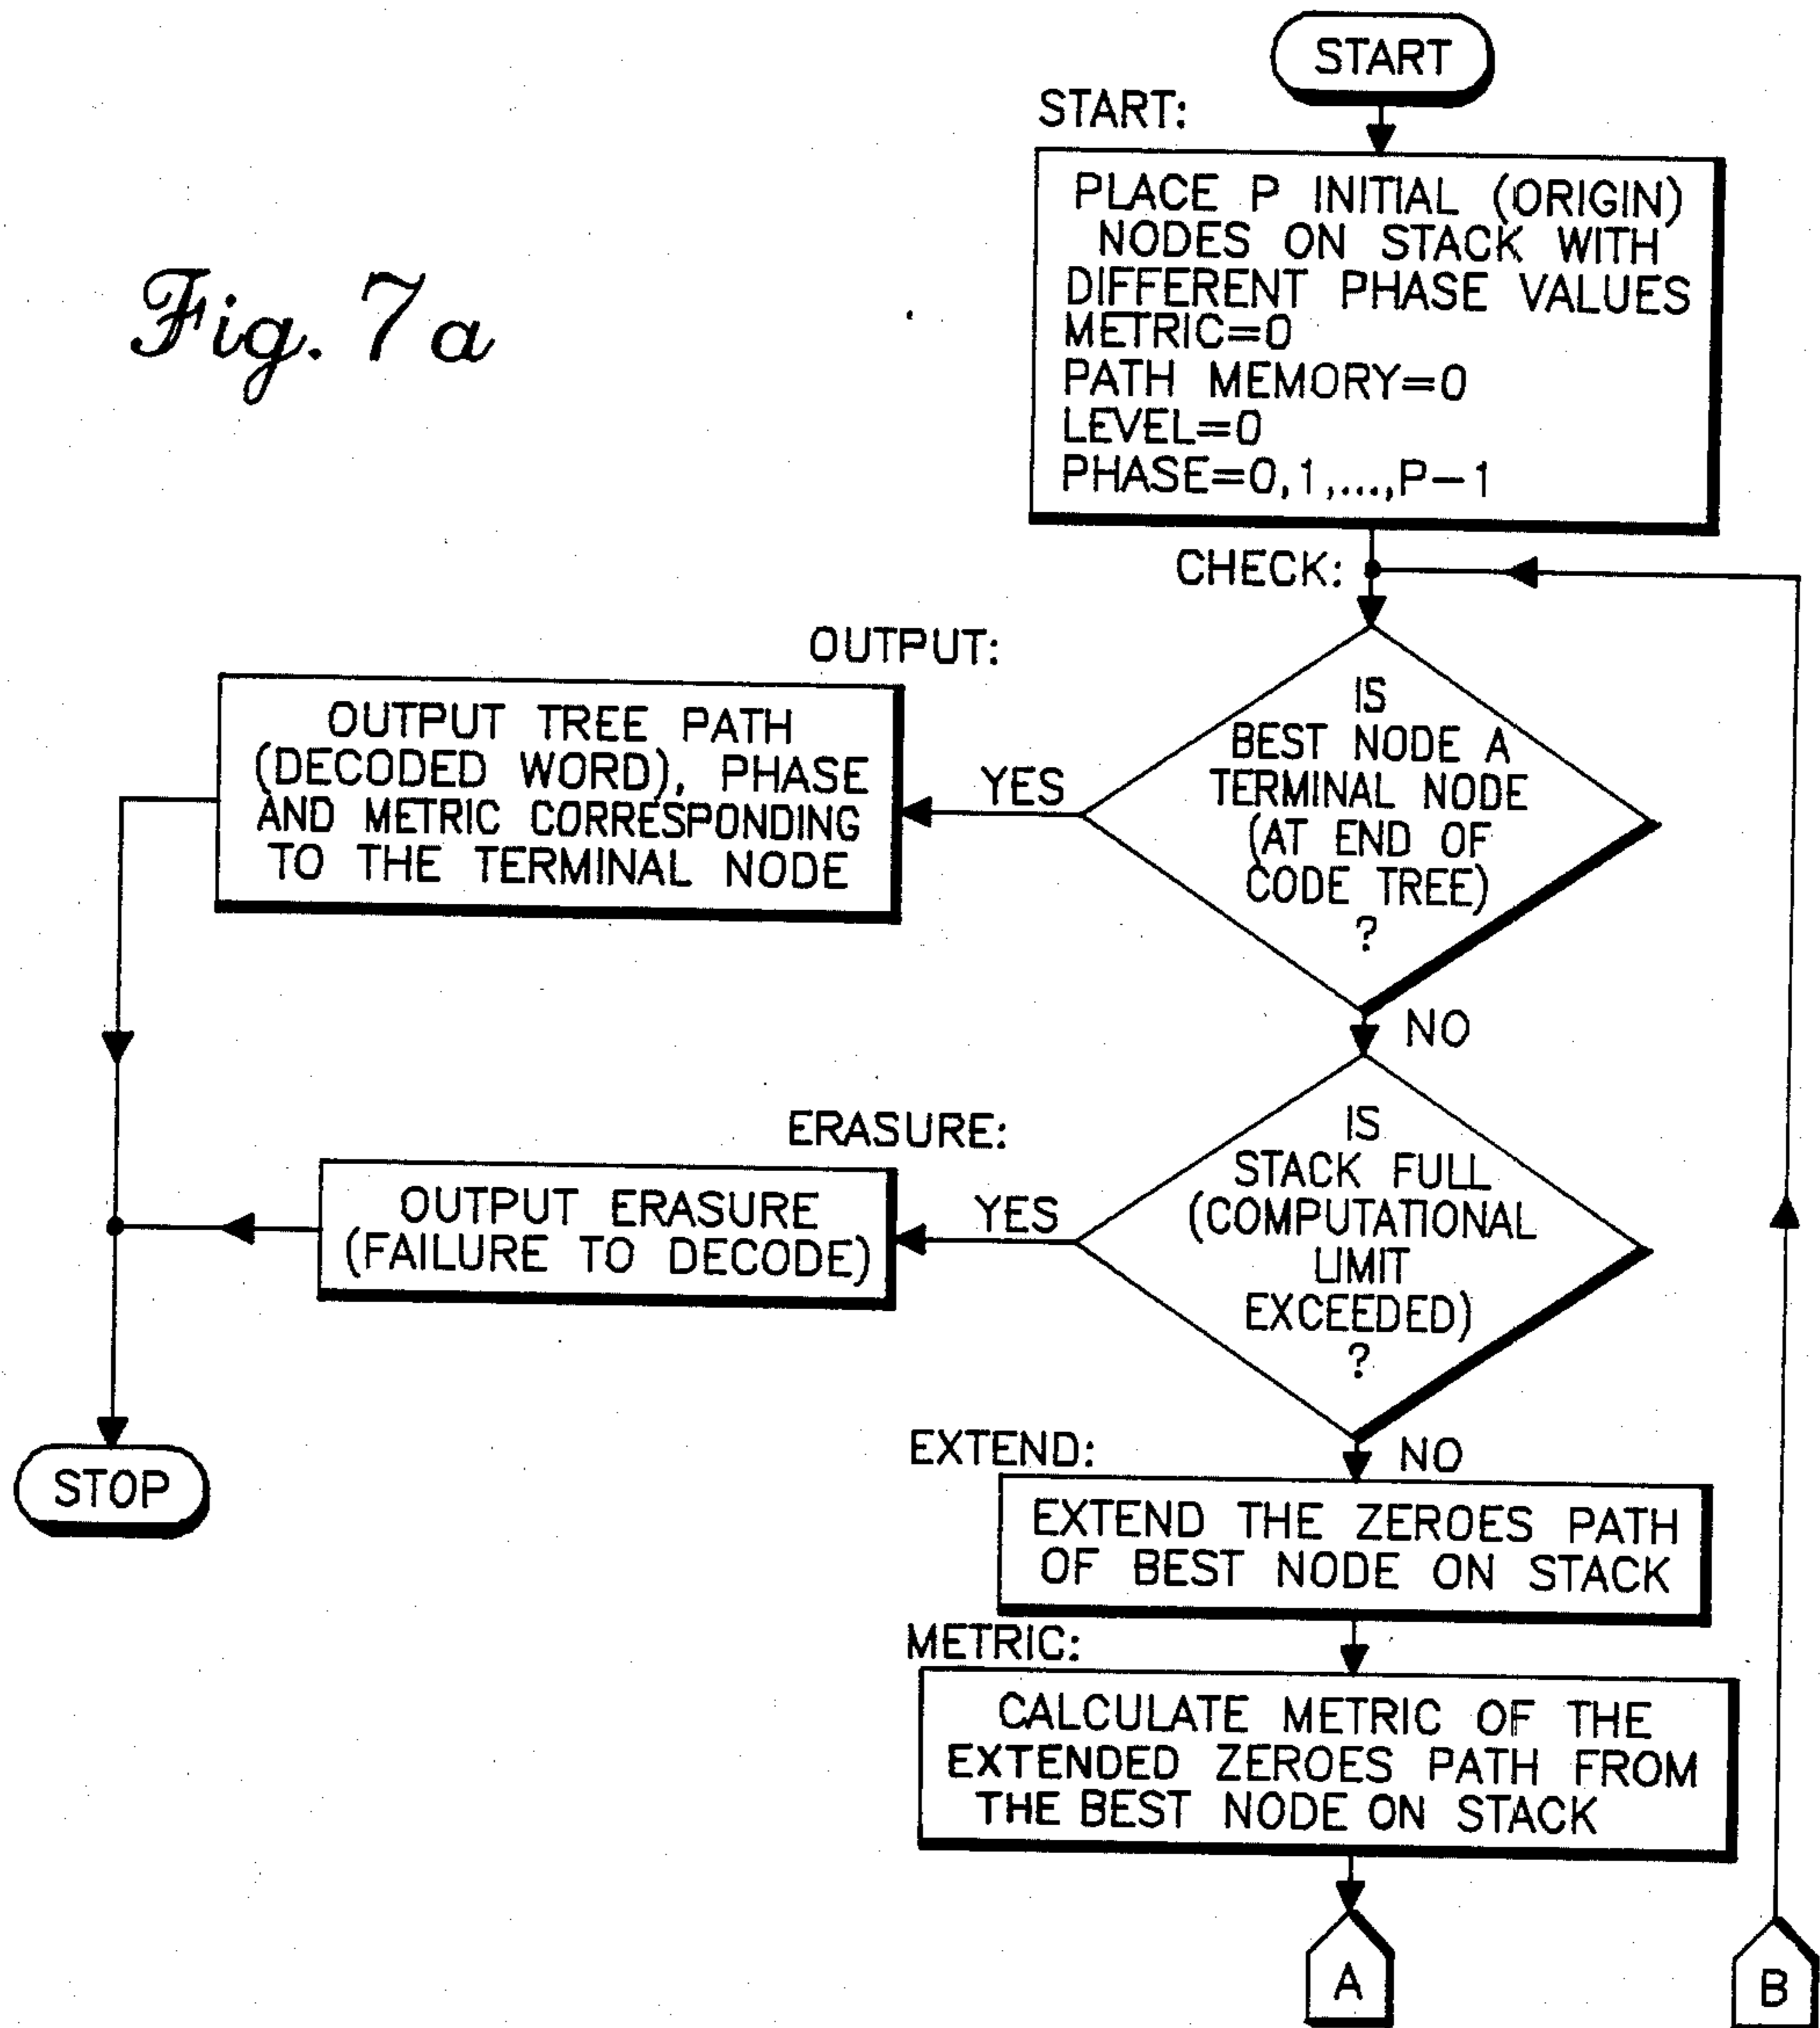 Fig. 7a
START
START:
PLACE P INITIAL (ORIGIN)
NODES ON STACK WITH
DIFFERENT PHASE VALUES
METRIC=0
PATH MEMORY=0
LEVEL=0
PHASE=0,1,...,P-1
CHECK:
IS
BEST NODE A
TERMINAL NODE
(AT END OF
CODE TREE)
?
YES
OUTPUT:
OUTPUT TREE PATH
(DECODED WORD), PHASE
AND METRIC CORRESPONDING
TO THE TERMINAL NODE
NO
IS
STACK FULL
(COMPUTATIONAL
LIMIT
EXCEEDED)
?
YES
ERASURE:
OUTPUT ERASURE
(FAILURE TO DECODE)
STOP
NO
EXTEND:
EXTEND THE ZEROES PATH
OF BEST NODE ON STACK
METRIC:
CALCULATE METRIC OF THE
EXTENDED ZEROES PATH FROM
THE BEST NODE ON STACK
A
B